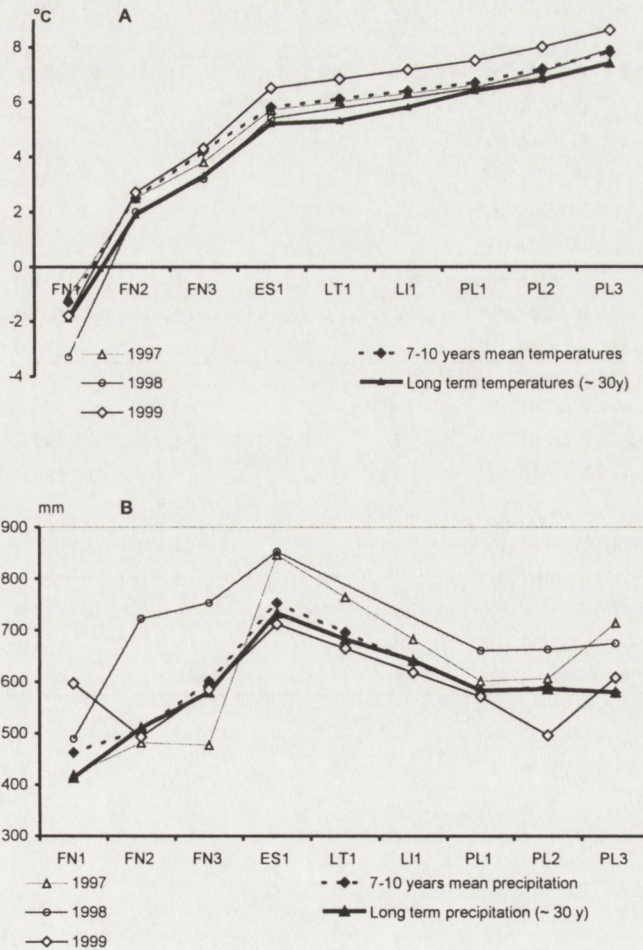 °C A
8
6
4
2
0
FN1 FN2 FN3 ES1 LT1 LI1 PL1 PL2 PL3
-2
-4
1997
1998
1999
7-10 years mean temperatures
Long term temperatures (~ 30y)
mm B
900
800
700
600
500
400
300
FN1 FN2 FN3 ES1 LT1 LI1 PL1 PL2 PL3
1997
1998
1999
7-10 years mean precipitation
Long term precipitation (~ 30 y)